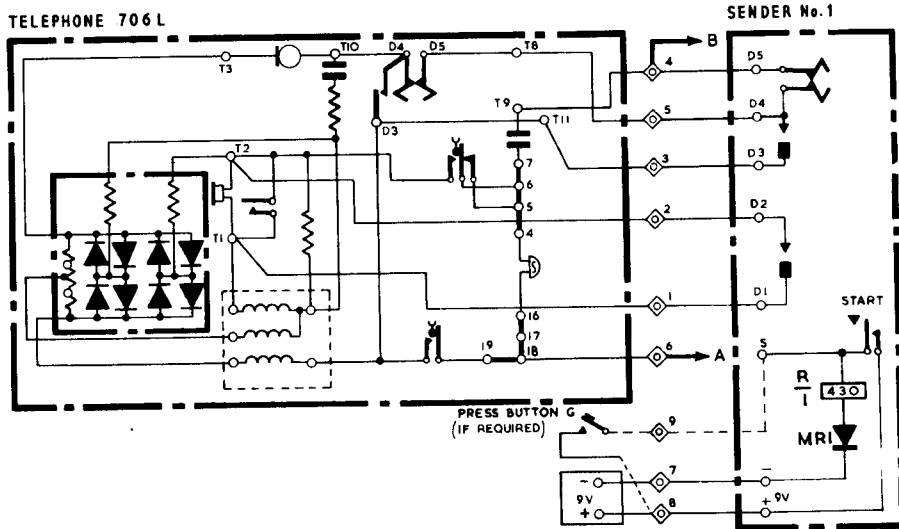 TELEPHONE 706L
SENDER No.1
T3
T10
D4
D5
T8
B
4
D5
T9
5
D4
D3
T11
3
D3
7
T2
6
5
2
D2
4
T1
S
1
D1
16
START
17
19
18
6
A
S
R
1
430
PRESS BUTTON G
(IF REQUIRED)
9
MR1
-
9V
+
7
8
-
+ 9V